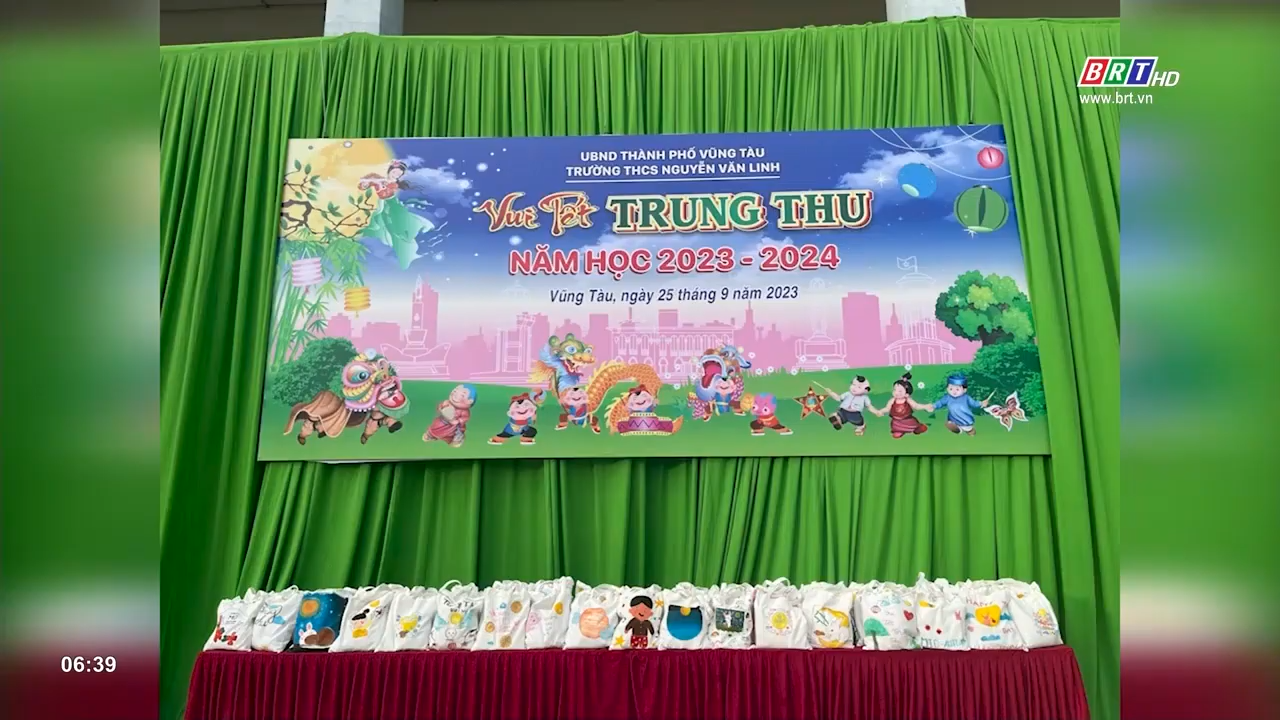 BRT HD
www.brt.vn
UBND THÀNH PHỐ VŨNG TÀU
TRƯỜNG THCS NGUYỄN VĂN LINH
Vui Tết TRUNG THU
NĂM HỌC 2023 - 2024
Vũng Tàu, ngày 25 tháng 9 năm 2023
06:39